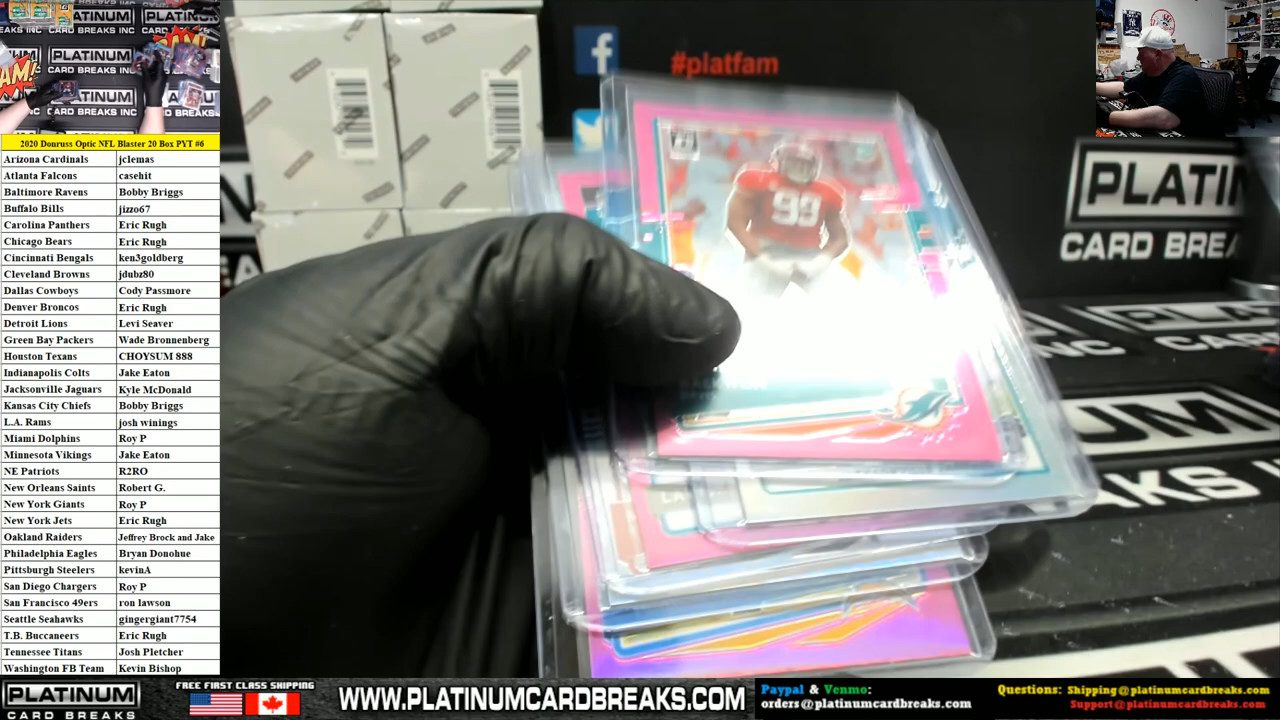 PLATINUM
CARD BREAKS INC
#platfam
PLATIN
CARD BREA
2020 Donruss Optic NFL Blaster 20 Box PYT #6
Arizona Cardinals jclemas
Atlanta Falcons casehit
Baltimore Ravens Bobby Briggs
Buffalo Bills jizzo67
Carolina Panthers Eric Rugh
Chicago Bears Eric Rugh
Cincinnati Bengals ken3goldberg
Cleveland Browns jdubz80
Dallas Cowboys Cody Passmore
Denver Broncos Eric Rugh
Detroit Lions Levi Seaver
Green Bay Packers Wade Bronnenberg
Houston Texans CHOYSUM 888
Indianapolis Colts Jake Eaton
Jacksonville Jaguars Kyle McDonald
Kansas City Chiefs Bobby Briggs
L.A. Rams josh winings
Miami Dolphins Roy P
Minnesota Vikings Jake Eaton
NE Patriots R2RO
New Orleans Saints Robert G.
New York Giants Roy P
New York Jets Eric Rugh
Oakland Raiders Jeffrey Brock and Jake
Philadelphia Eagles Bryan Donohue
Pittsburgh Steelers kevinA
San Diego Chargers Roy P
San Francisco 49ers ron lawson
Seattle Seahawks gingergiant7754
T.B. Buccaneers Eric Rugh
Tennessee Titans Josh Pletcher
Washington FB Team Kevin Bishop
PLATINUM
CARD BREAKS
FREE FIRST CLASS SHIPPING
WWW.PLATINUMCARDBREAKS.COM
Paypal & Venmo:
orders@platinumcardbreaks.com
Questions: Shipping@platinumcardbreaks.com
Support@platinumcardbreaks.com